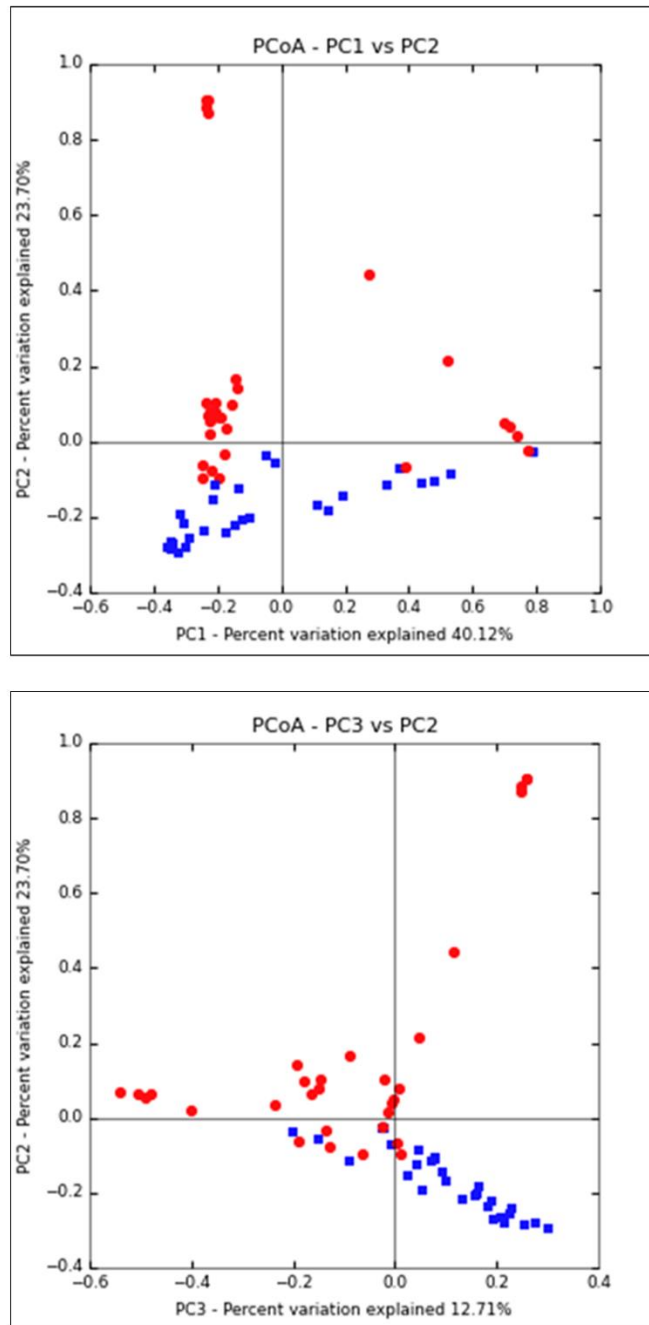 PCoA - PC1 vs PC2
1.0
0.8
0.6
0.4
0.2
0.0
−0.2
−0.4
PC2 - Percent variation explained 23.70%
−0.6 −0.4 −0.2 0.0 0.2 0.4 0.6 0.8 1.0
PC1 - Percent variation explained 40.12%
PCoA - PC3 vs PC2
1.0
0.8
0.6
0.4
0.2
0.0
−0.2
−0.4
PC2 - Percent variation explained 23.70%
−0.6 −0.4 −0.2 0.0 0.2 0.4
PC3 - Percent variation explained 12.71%